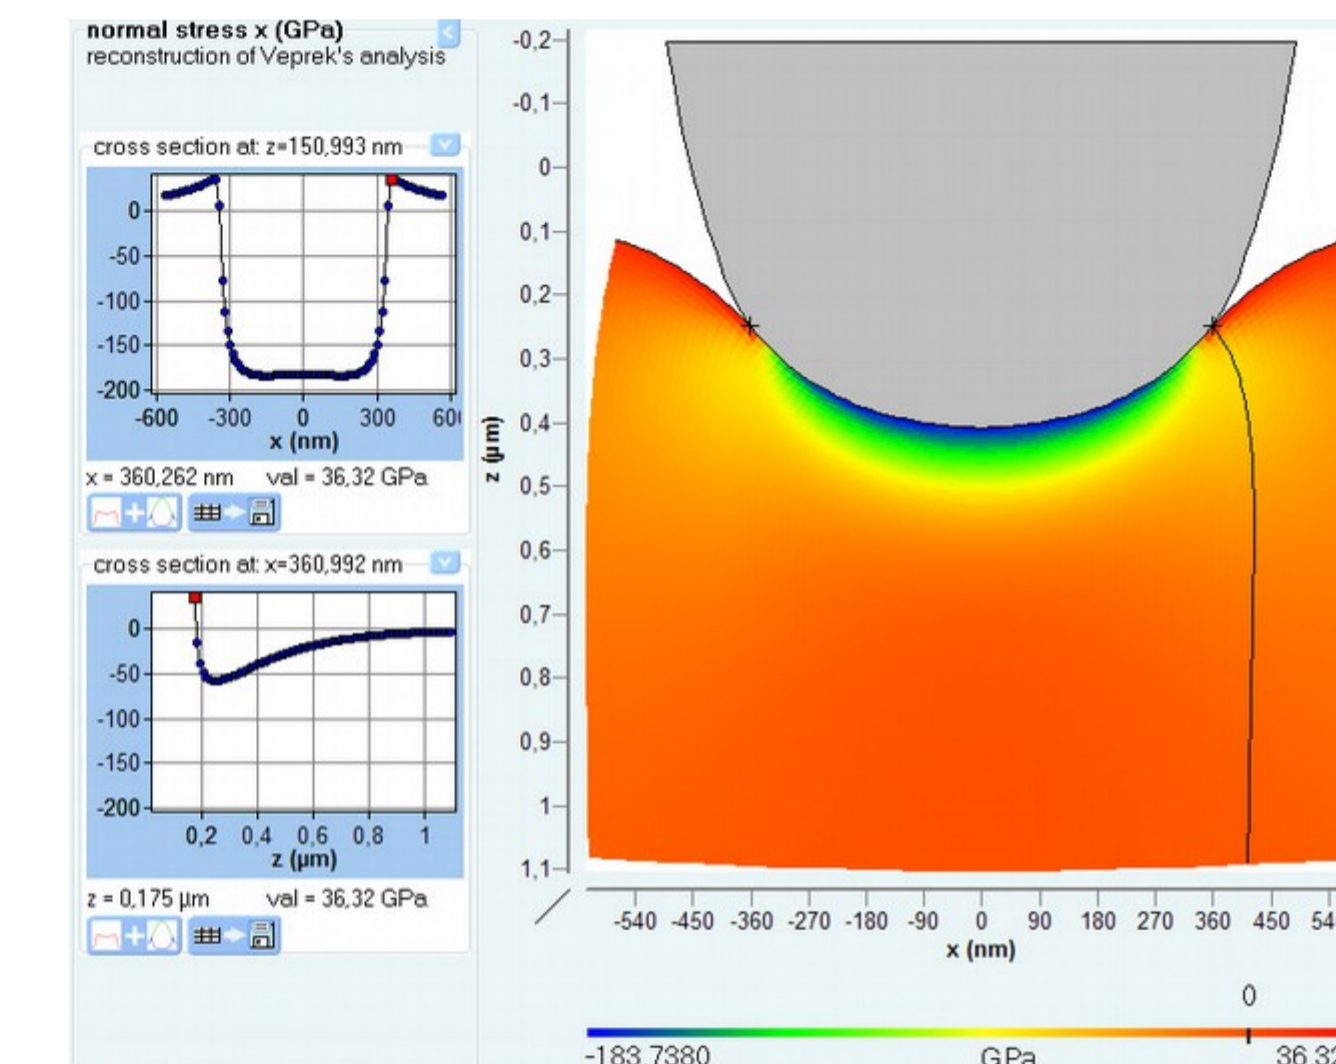 normal stress x (GPa)
reconstruction of Veprek's analysis
cross section at: z=150,993 nm
0
-50
-100
-150
-200
-600 -300 0 300
x (nm)
x = 360,262 nm val = 36,32 GPa
cross section at: x=360,992 nm
0
-50
-100
-150
-200
0,2 0,4 0,6 0,8 1
z (µm)
z = 0,175 µm val = 36,32 GPa
-0,2
-0,1
0
0,1
0,2
0,3
0,4
0,5
0,6
0,7
0,8
0,9
1
1,1
z (µm)
-540 -450 -360 -270 -180 -90 0 90 180 270 360 450
x (nm)
0
-183,7380 GPa 36,32